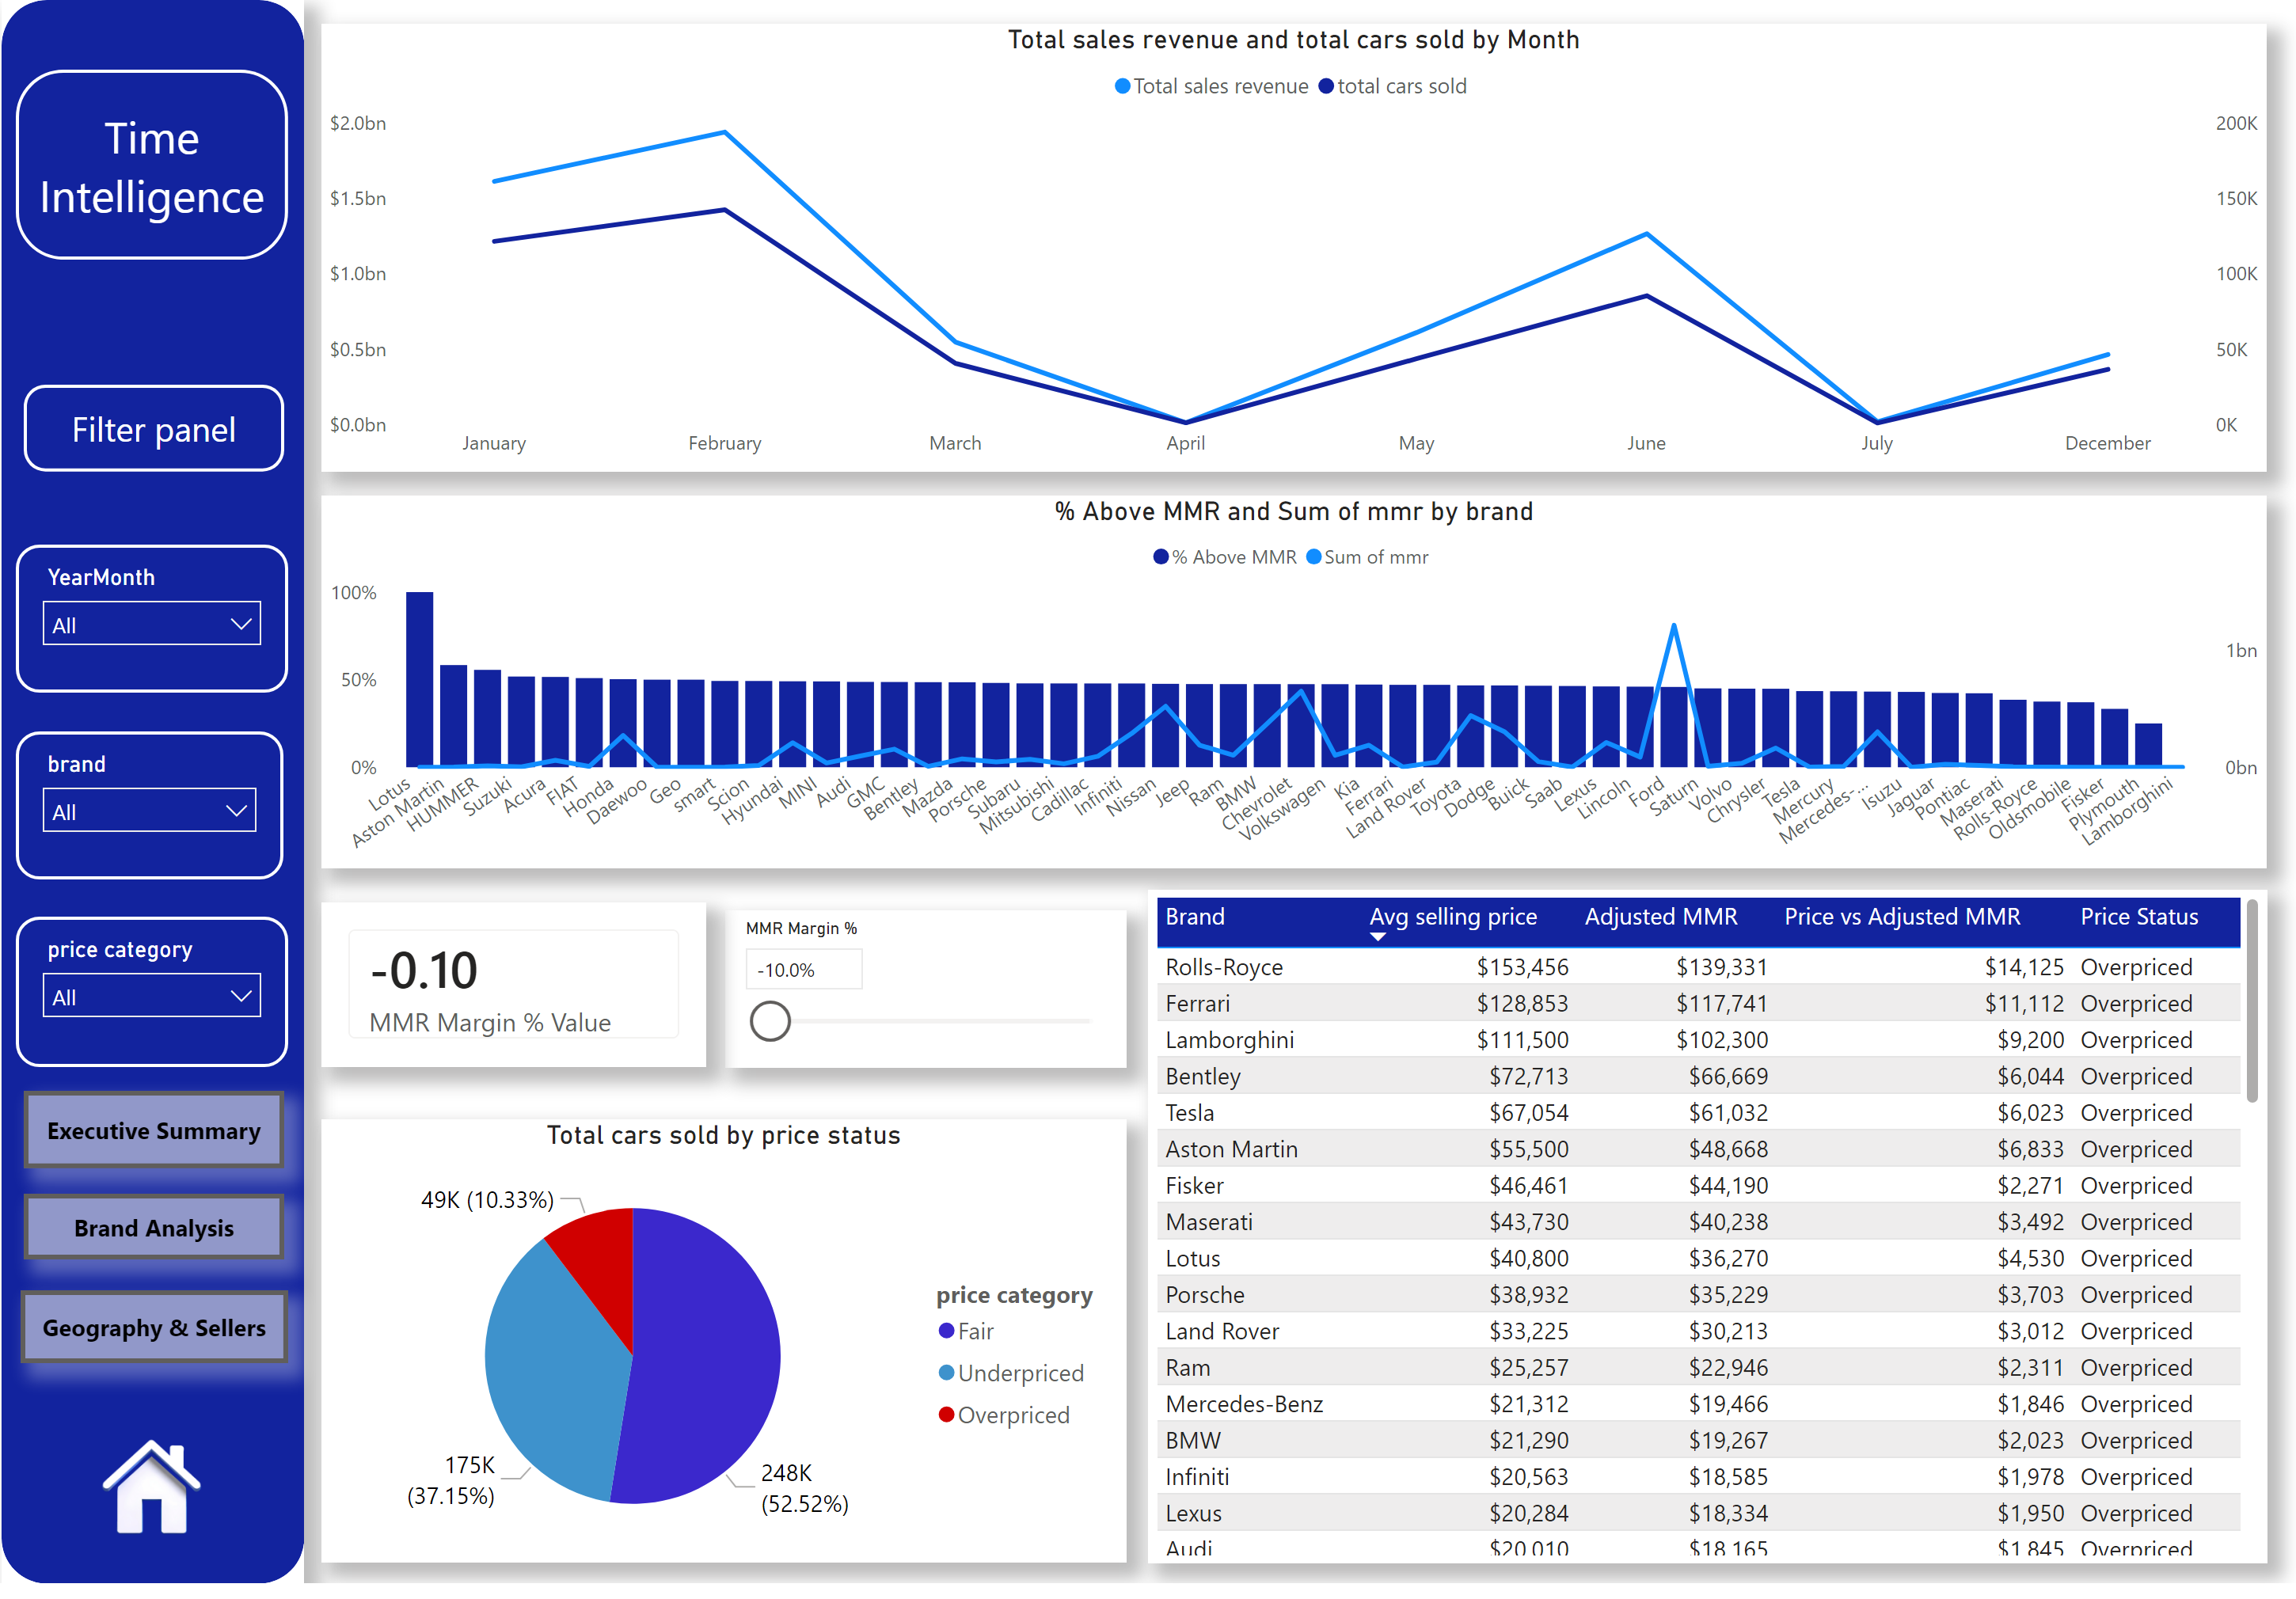 Time
Intelligence
Filter panel
YearMonth
All
brand
All
price category
All
Executive Summary
Brand Analysis
Geography & Sellers
Total sales revenue and total cars sold by Month
Total sales revenue total cars sold
$2.0bn
$1.5bn
$1.0bn
$0.5bn
$0.0bn
200K
150K
100K
50K
0K
January February March April May June July December
% Above MMR and Sum of mmr by brand
% Above MMR Sum of mmr
100%
50%
0%
1bn
0bn
Lotus
Aston Martin
HUMMER
Suzuki
Acura
FIAT
Honda
Daewoo
Geo
smart
Scion
Hyundai
MINI
Audi
GMC
Bentley
Mazda
Porsche
Subaru
Mitsubishi
Cadillac
Infiniti
Nissan
Jeep
Ram
BMW
Chevrolet
Volkswagen
Kia
Ferrari
Land Rover
Toyota
Dodge
Buick
Saab
Lexus
Lincoln
Ford
Saturn
Volvo
Chrysler
Tesla
Mercury
Mercedes-...
Isuzu
Jaguar
Pontiac
Maserati
Rolls-Royce
Oldsmobile
Fisker
Plymouth
Lamborghini
-0.10
MMR Margin % Value
MMR Margin %
-10.0%
Total cars sold by price status
49K (10.33%)
175K
(37.15%)
248K
(52.52%)
price category
Fair
Underpriced
Overpriced
Brand Avg selling price Adjusted MMR Price vs Adjusted MMR Price Status
Rolls-Royce $153,456 $139,331 $14,125 Overpriced
Ferrari $128,853 $117,741 $11,112 Overpriced
Lamborghini $111,500 $102,300 $9,200 Overpriced
Bentley $72,713 $66,669 $6,044 Overpriced
Tesla $67,054 $61,032 $6,023 Overpriced
Aston Martin $55,500 $48,668 $6,833 Overpriced
Fisker $46,461 $44,190 $2,271 Overpriced
Maserati $43,730 $40,238 $3,492 Overpriced
Lotus $40,800 $36,270 $4,530 Overpriced
Porsche $38,932 $35,229 $3,703 Overpriced
Land Rover $33,225 $30,213 $3,012 Overpriced
Ram $25,257 $22,946 $2,311 Overpriced
Mercedes-Benz $21,312 $19,466 $1,846 Overpriced
BMW $21,290 $19,267 $2,023 Overpriced
Infiniti $20,563 $18,585 $1,978 Overpriced
Lexus $20,284 $18,334 $1,950 Overpriced
Audi $20,010 $18,165 $1,845 Overpriced